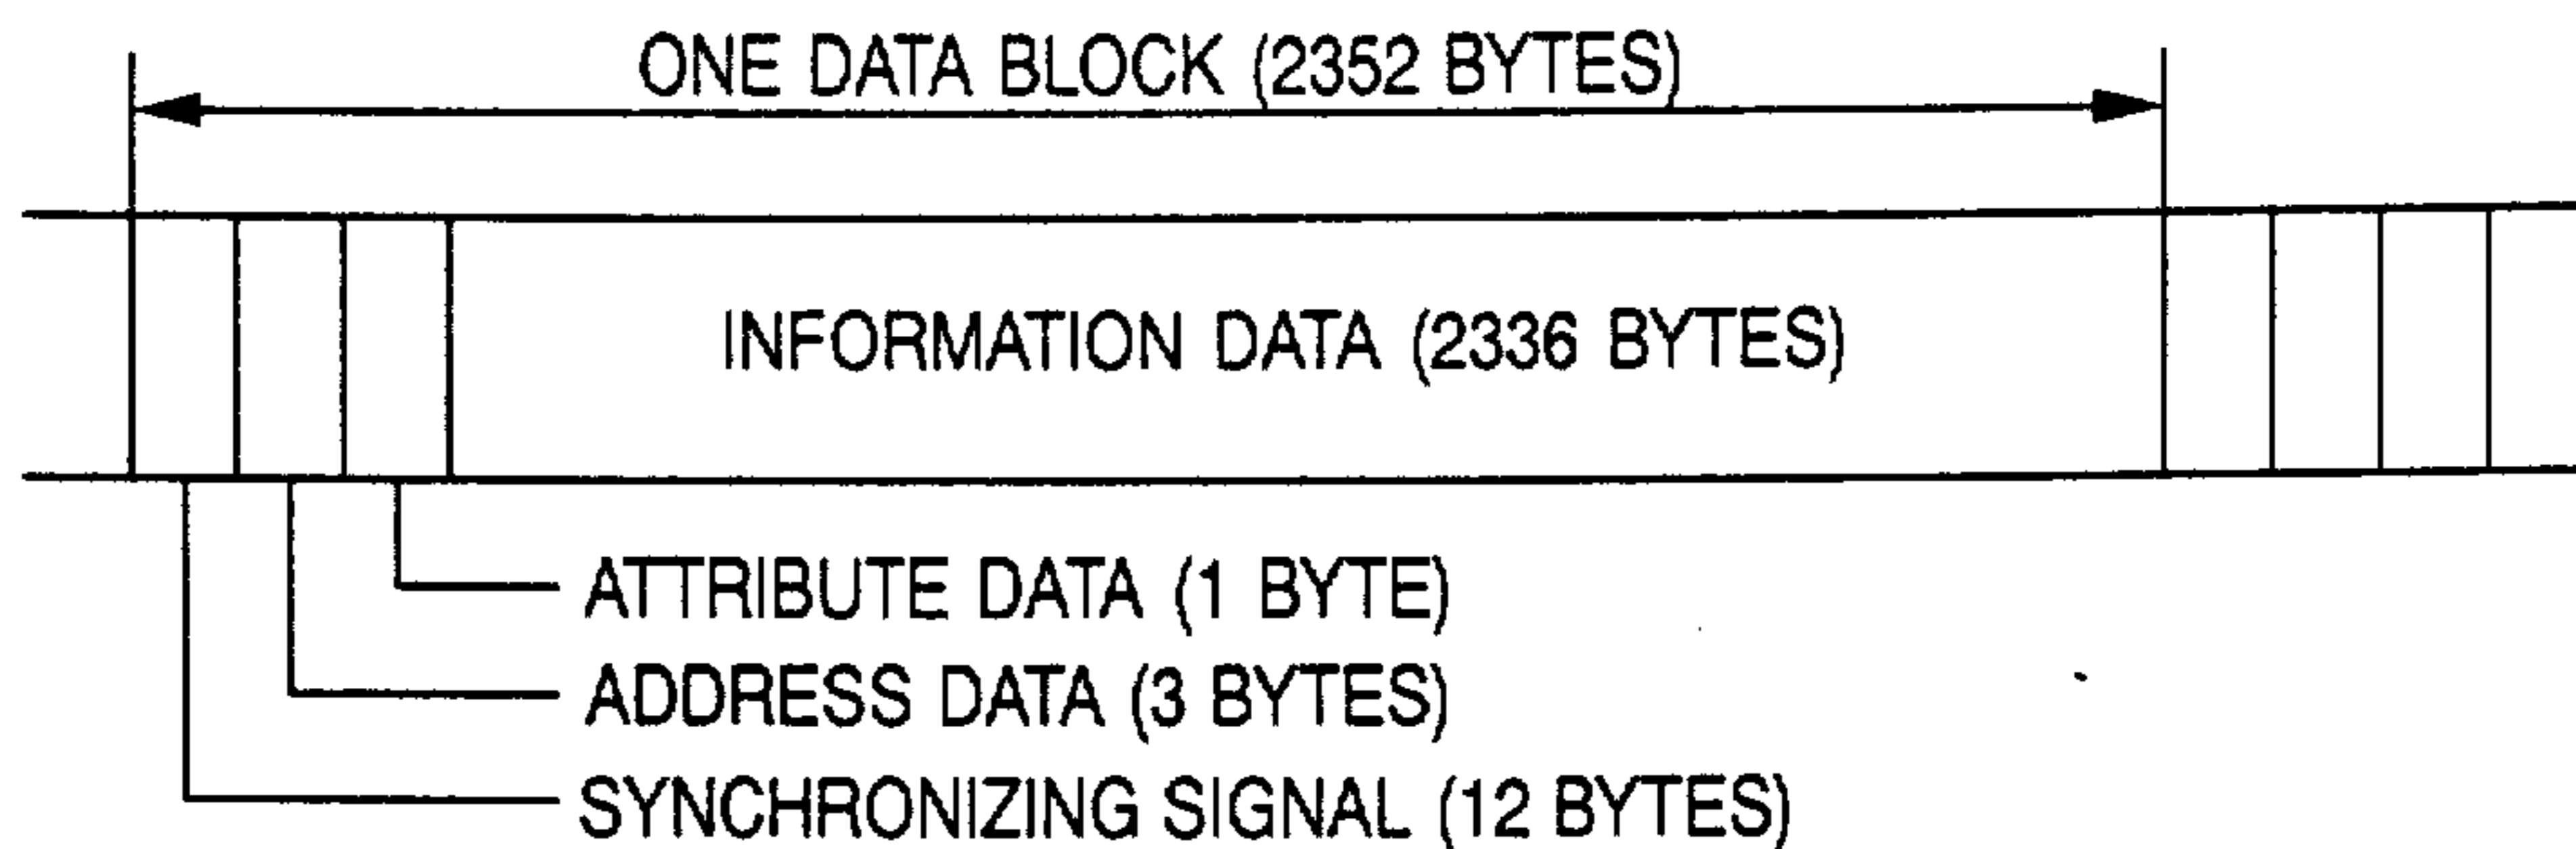 ONE DATA BLOCK (2352 BYTES)
INFORMATION DATA (2336 BYTES)
ATTRIBUTE DATA (1 BYTE)
ADDRESS DATA (3 BYTES)
SYNCHRONIZING SIGNAL (12 BYTES)